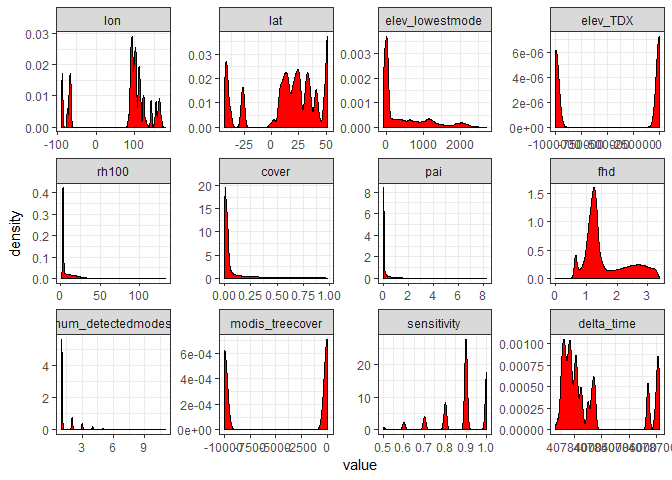 lon
lat
elev_lowestmode
elev_TDX
0.03
0.02
0.01
0.00
0.03
0.02
0.01
0.00
0.003
0.002
0.001
0.000
6e-06
4e-06
2e-06
0e+00
-100 0 100
-25 0 25 50
0 1000 2000
rh100
cover
pai
fhd
0.4
0.3
0.2
0.1
0.0
20
15
10
5
0
8
6
4
2
0
1.5
1.0
0.5
0.0
0 50 100
0.00 0.25 0.50 0.75 1.00
0 2 4 6 8
0 1 2 3
num_detectedmodes
modis_treecover
sensitivity
delta_time
4
2
0
6e-04
4e-04
2e-04
0e+00
20
10
0
0.00100
0.00075
0.00050
0.00025
0.00000
3 6 9
-10000 -7500 -5000 -2500 0
0.5 0.6 0.7 0.8 0.9 1.0
density
value